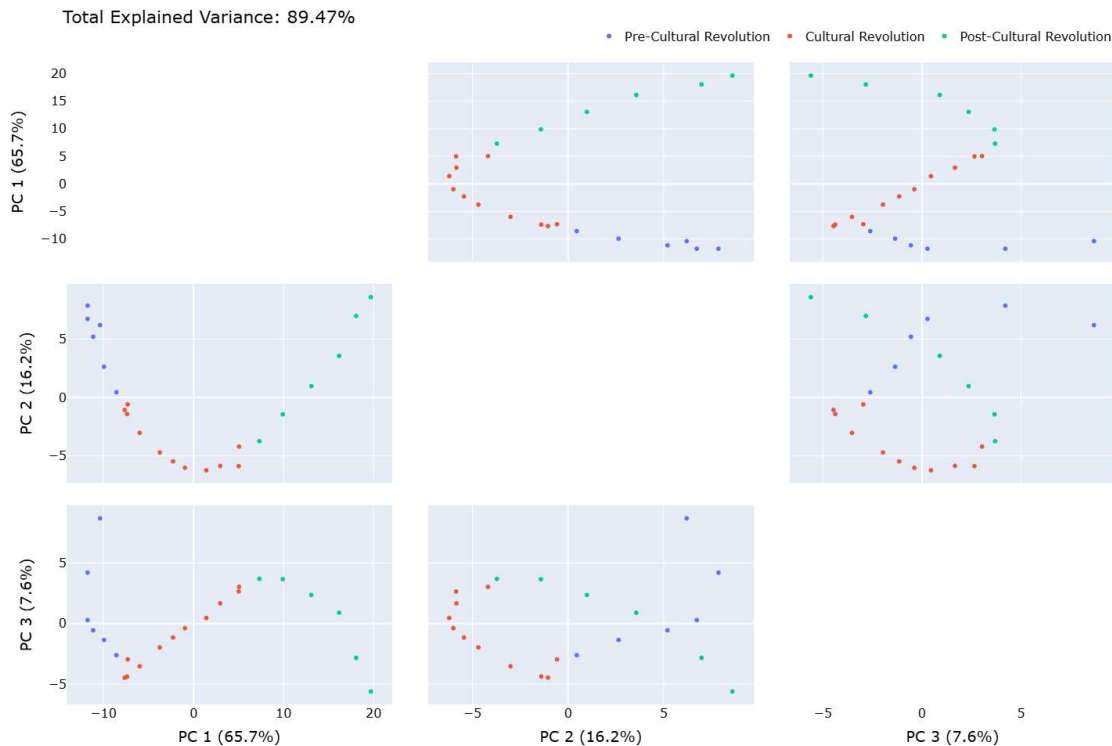 Total Explained Variance: 89.47%
Pre-Cultural Revolution Cultural Revolution Post-Cultural Revolution
PC 1 (65.7%)
20
15
10
5
0
−5
−10
PC 2 (16.2%)
5
0
−5
PC 3 (7.6%)
5
0
−5
−10 0 10 20 −5 0 5 −5 0 5
PC 1 (65.7%) PC 2 (16.2%) PC 3 (7.6%)